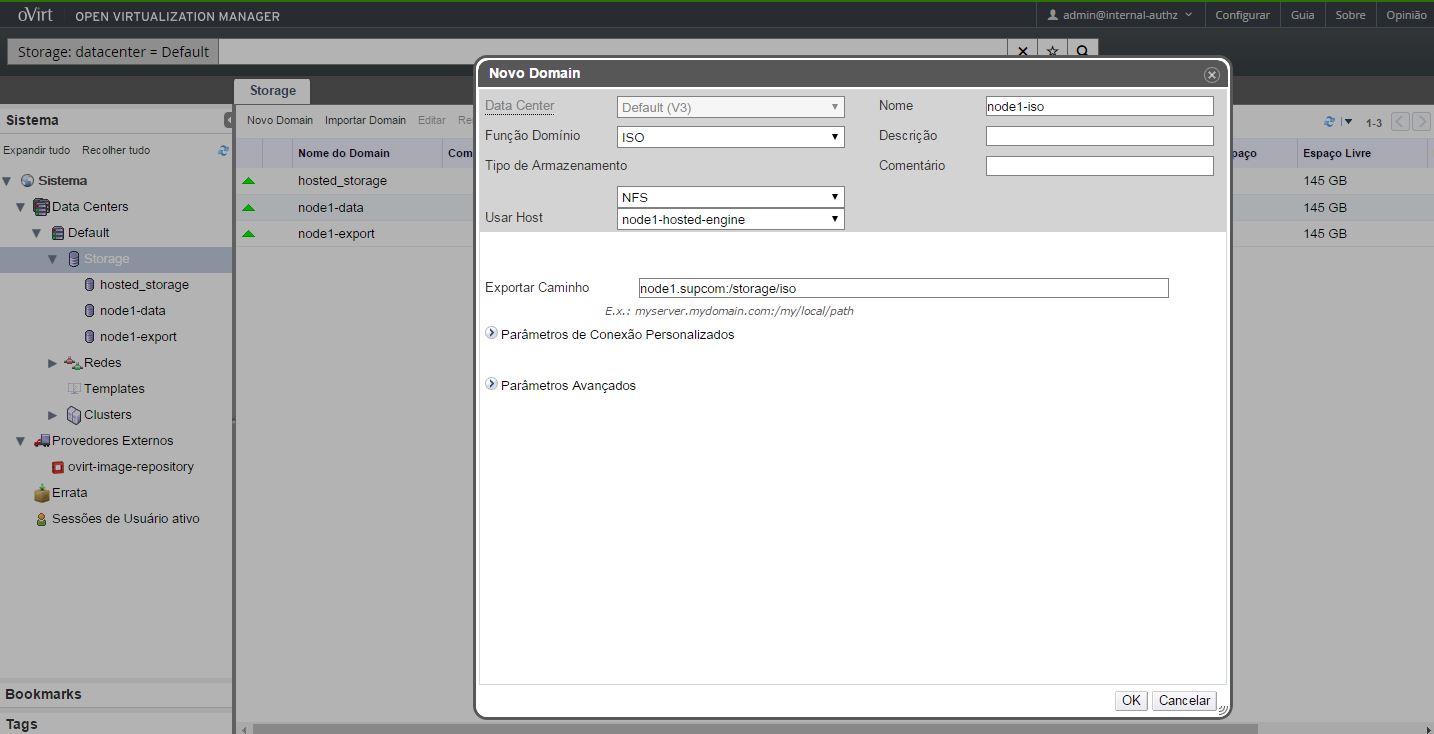 oVirt OPEN VIRTUALIZATION MANAGER
admin@internal-authz Configurar Guia Sobre Opinião
Storage: datacenter = Default
Sistema
Expandir tudo Recolher tudo
Sistema
Data Centers
Default
Storage
hosted_storage
node1-data
node1-export
Redes
Templates
Clusters
Provedores Externos
ovirt-image-repository
Errata
Sessões de Usuário ativo
Bookmarks
Tags
Storage
Novo Domain Importar Domain Editar Re
1-3
Nome do Domain Com paço Espaço Livre
hosted_storage 145 GB
node1-data 145 GB
node1-export 145 GB
Novo Domain
Data Center Default (V3) Nome node1-iso
Função Domínio ISO Descrição
Tipo de Armazenamento Comentário
NFS
Usar Host node1-hosted-engine
Exportar Caminho node1.supcom:/storage/iso
E.x.: myserver.mydomain.com:/my/local/path
Parâmetros de Conexão Personalizados
Parâmetros Avançados
OK Cancelar